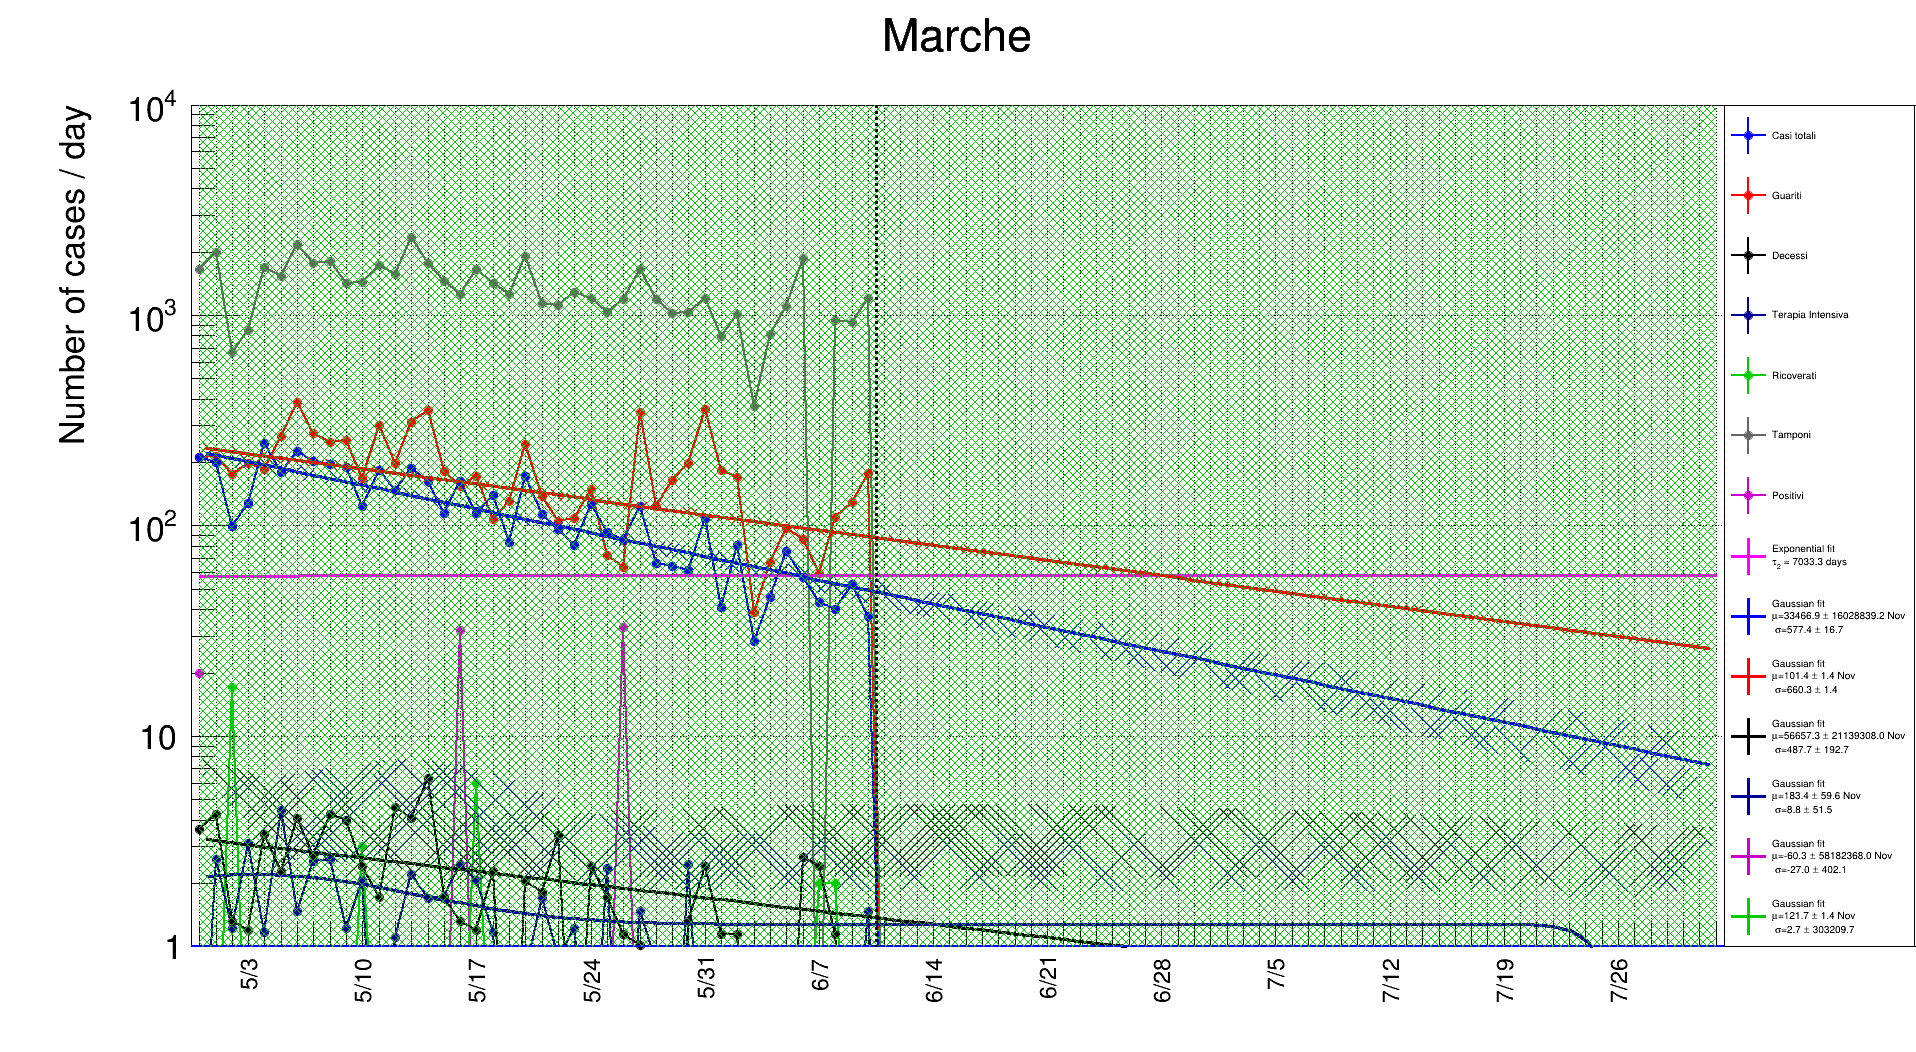 Marche
Number of cases / day
10⁴
10³
10²
10
1
5/3
5/10
5/17
5/24
5/31
6/7
6/14
6/21
6/28
7/5
7/12
7/19
7/26
Casi totali
Guariti
Decessi
Terapia Intensiva
Ricoverati
Tamponi
Positivi
Exponential fit
τ₂ = 7033.3 days
Gaussian fit
μ=33466.9 ± 16028839.2 Nov
σ=577.4 ± 16.7
Gaussian fit
μ=101.4 ± 1.4 Nov
σ=660.3 ± 1.4
Gaussian fit
μ=56657.3 ± 21139308.0 Nov
σ=487.7 ± 192.7
Gaussian fit
μ=183.4 ± 59.6 Nov
σ=8.8 ± 51.5
Gaussian fit
μ=-60.3 ± 58182368.0 Nov
σ=-27.0 ± 402.1
Gaussian fit
μ=121.7 ± 1.4 Nov
σ=2.7 ± 303209.7